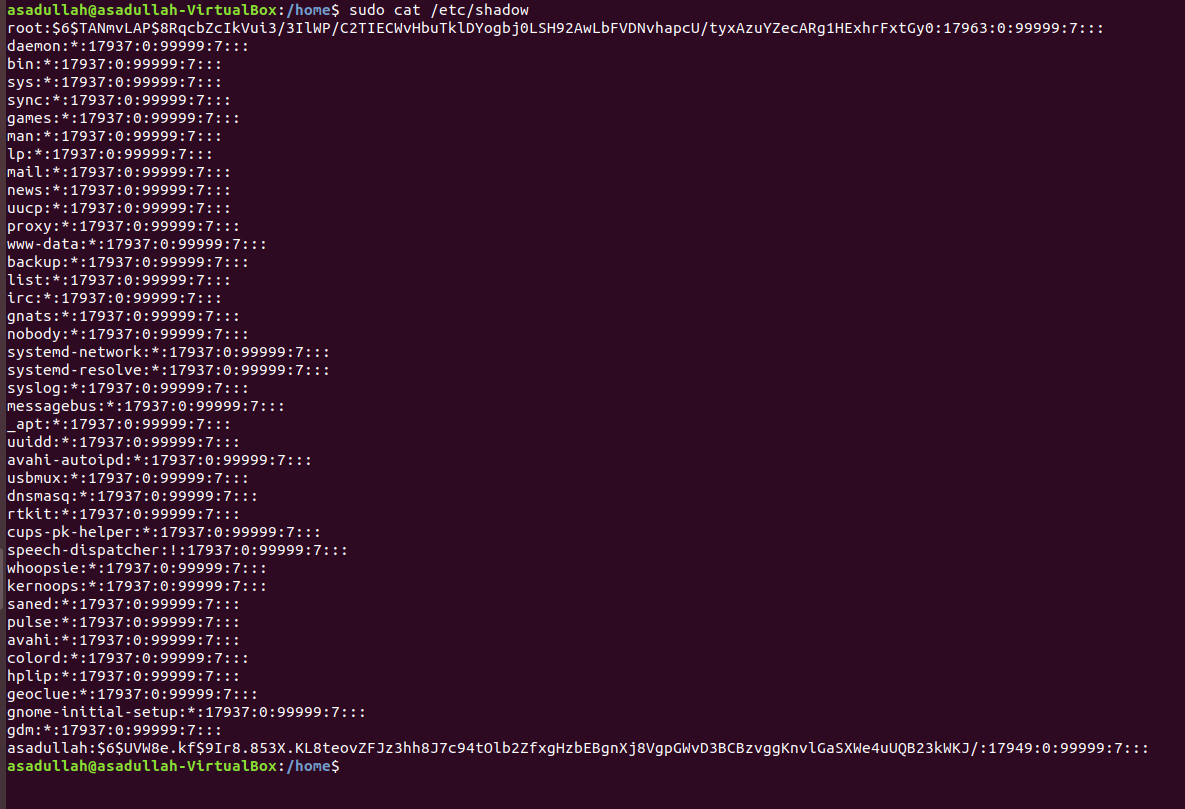 asadullah@asadullah-VirtualBox:/home$ sudo cat /etc/shadow
root:$6$TANmvLAP$8RqcbZcIkVui3/3IlWP/C2TIECWvHbuTklDYogbj0LSH92AwLbFVDNvhapcU/tyxAzuYZecARg1HExhrFxtGy0:17963:0:99999:7:::
daemon:*:17937:0:99999:7:::
bin:*:17937:0:99999:7:::
sys:*:17937:0:99999:7:::
sync:*:17937:0:99999:7:::
games:*:17937:0:99999:7:::
man:*:17937:0:99999:7:::
lp:*:17937:0:99999:7:::
mail:*:17937:0:99999:7:::
news:*:17937:0:99999:7:::
uucp:*:17937:0:99999:7:::
proxy:*:17937:0:99999:7:::
www-data:*:17937:0:99999:7:::
backup:*:17937:0:99999:7:::
list:*:17937:0:99999:7:::
irc:*:17937:0:99999:7:::
gnats:*:17937:0:99999:7:::
nobody:*:17937:0:99999:7:::
systemd-network:*:17937:0:99999:7:::
systemd-resolve:*:17937:0:99999:7:::
syslog:*:17937:0:99999:7:::
messagebus:*:17937:0:99999:7:::
_apt:*:17937:0:99999:7:::
uuidd:*:17937:0:99999:7:::
avahi-autoipd:*:17937:0:99999:7:::
usbmux:*:17937:0:99999:7:::
dnsmasq:*:17937:0:99999:7:::
rtkit:*:17937:0:99999:7:::
cups-pk-helper:*:17937:0:99999:7:::
speech-dispatcher:!:17937:0:99999:7:::
whoopsie:*:17937:0:99999:7:::
kernoops:*:17937:0:99999:7:::
saned:*:17937:0:99999:7:::
pulse:*:17937:0:99999:7:::
avahi:*:17937:0:99999:7:::
colord:*:17937:0:99999:7:::
hplip:*:17937:0:99999:7:::
geoclue:*:17937:0:99999:7:::
gnome-initial-setup:*:17937:0:99999:7:::
gdm:*:17937:0:99999:7:::
asadullah:$6$UVW8e.kf$9Ir8.853X.KL8teovZFJz3hh8J7c94tOlb2ZfxgHzbEBgnXj8VgpGWvD3BCBzvggKnvlGaSXWe4uUQB23kWKJ/:17949:0:99999:7:::
asadullah@asadullah-VirtualBox:/home$